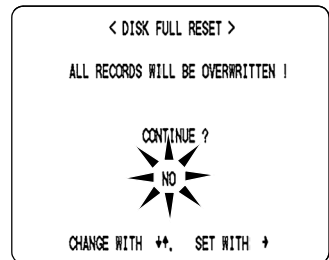 < DISK FULL RESET >
ALL RECORDS WILL BE OVERWRITTEN !
CONTINUE ?
NO
CHANGE WITH ↓↑, SET WITH →